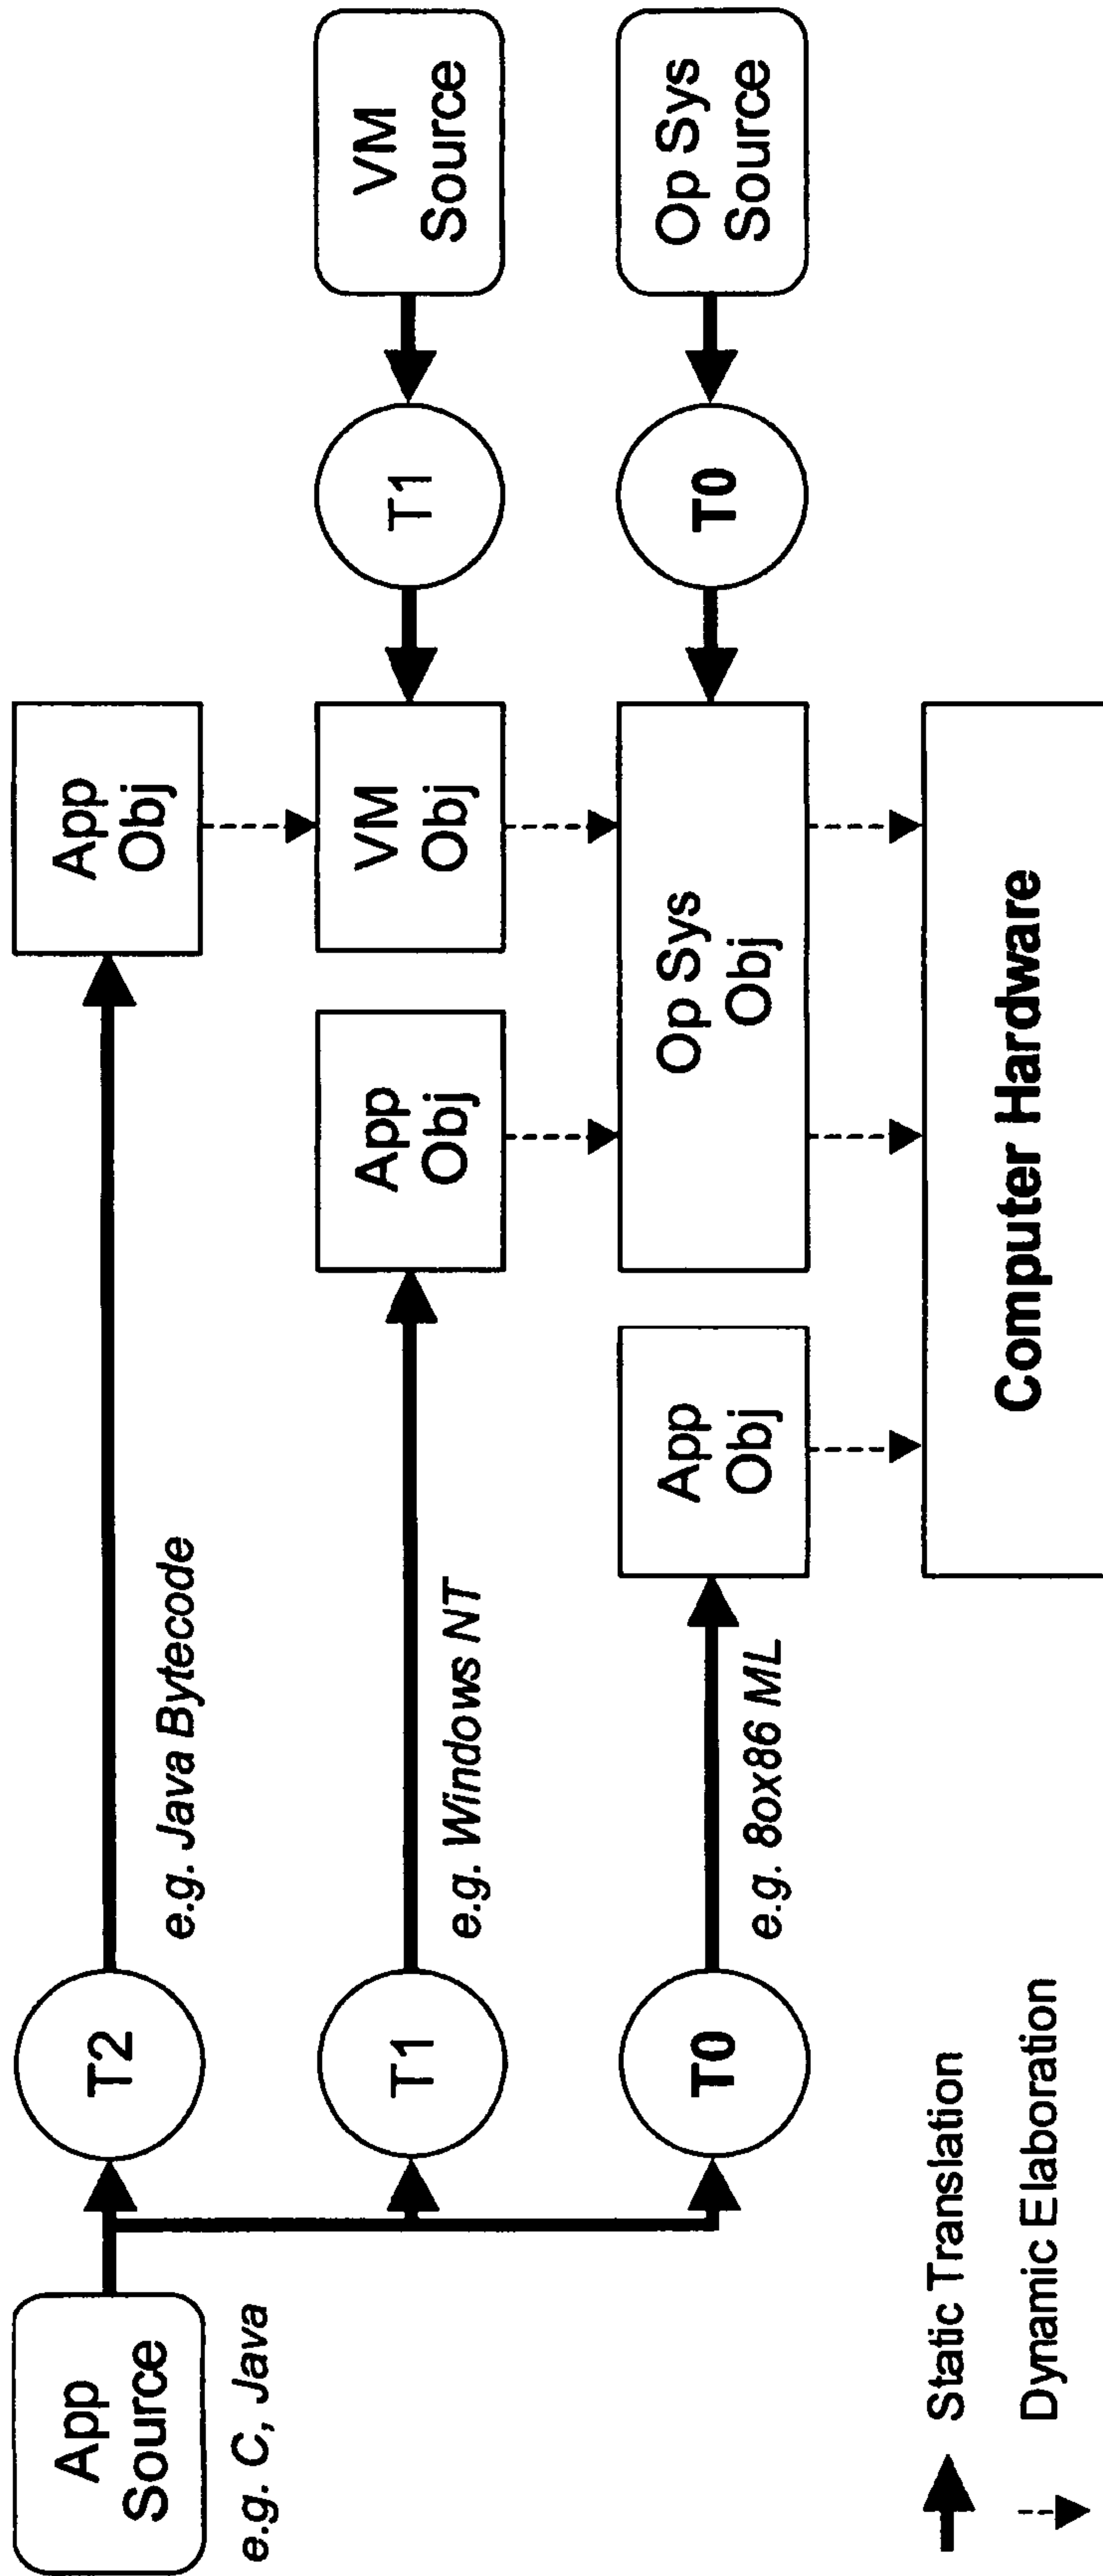 App
Source
e.g. C, Java
T2
e.g. Java Bytecode
App
Obj
T1
e.g. Windows NT
App
Obj
VM
Obj
T1
VM
Source
T0
e.g. 8ox86 ML
App
Obj
Op Sys
Obj
T0
Op Sys
Source
Computer Hardware
Static Translation
Dynamic Elaboration